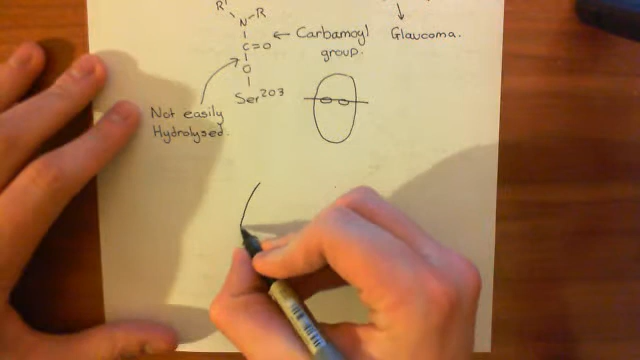 R' R
N
C=O ← Carbamoyl group.
O
Ser203
Not easily
Hydrolysed.
Glaucoma.